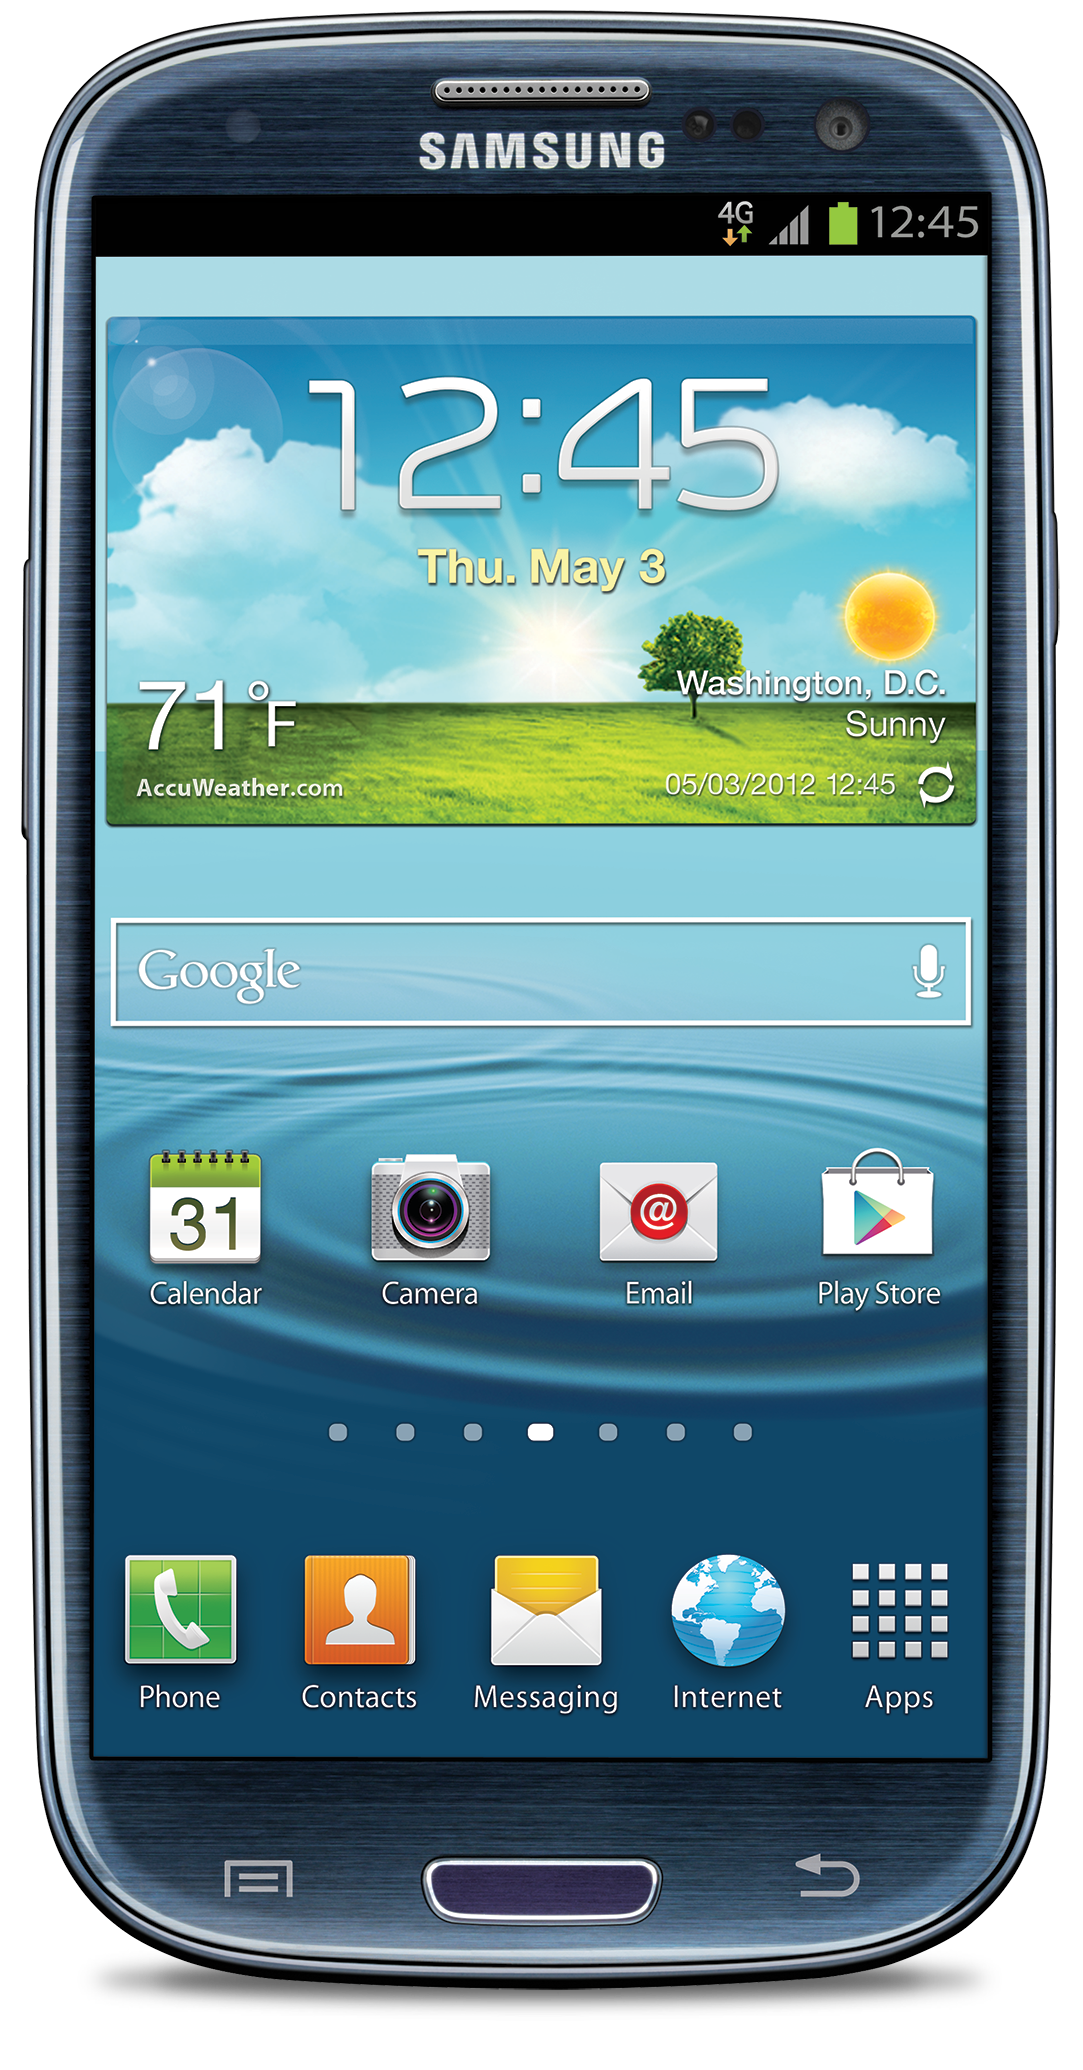 SAMSUNG
4G 12:45
12:45
Thu. May 3
71°F
Washington, D.C.
Sunny
AccuWeather.com
05/03/2012 12:45
Google
31
@
Calendar Camera Email Play Store
Phone Contacts Messaging Internet Apps